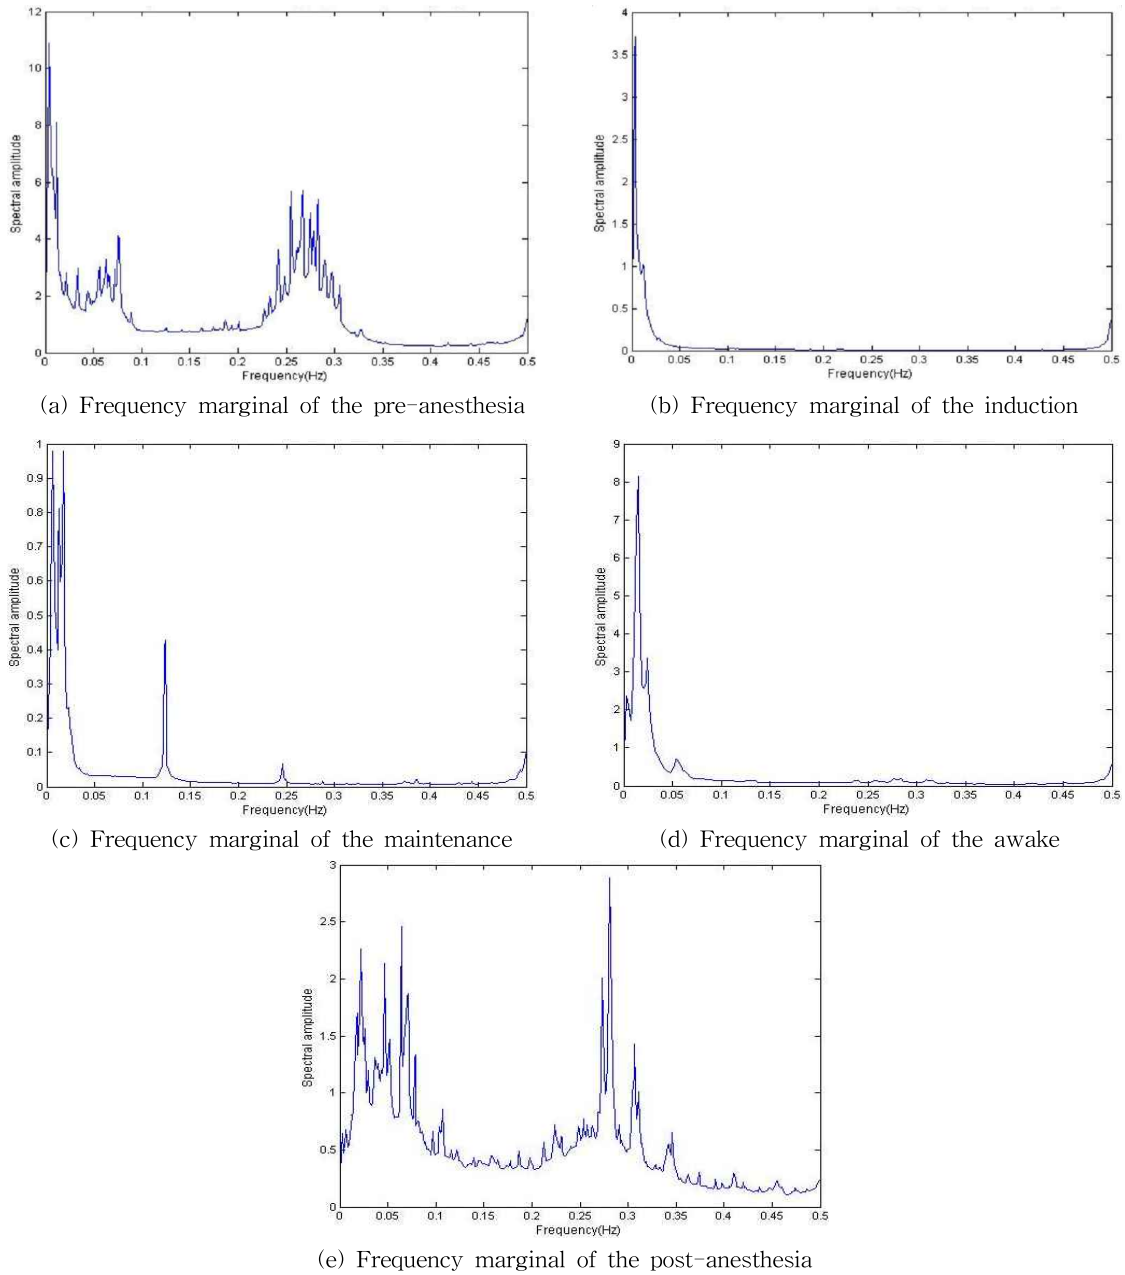 12
10
8
6
4
2
0
Spectral amplitude
0 0.05 0.1 0.15 0.2 0.25 0.3 0.35 0.4 0.45 0.5
Frequency(Hz)
(a) Frequency marginal of the pre-anesthesia
4
3.5
3
2.5
2
1.5
1
0.5
0
Spectral amplitude
0 0.05 0.1 0.15 0.2 0.25 0.3 0.35 0.4 0.45 0.5
Frequency(Hz)
(b) Frequency marginal of the induction
1
0.9
0.8
0.7
0.6
0.5
0.4
0.3
0.2
0.1
0
Spectral amplitude
0 0.05 0.1 0.15 0.2 0.25 0.3 0.35 0.4 0.45 0.5
Frequency(Hz)
(c) Frequency marginal of the maintenance
9
8
7
6
5
4
3
2
1
0
Spectral amplitude
0 0.05 0.1 0.15 0.2 0.25 0.3 0.35 0.4 0.45 0.5
Frequency(Hz)
(d) Frequency marginal of the awake
3
2.5
2
1.5
1
0.5
0
Spectral amplitude
0 0.05 0.1 0.15 0.2 0.25 0.3 0.35 0.4 0.45 0.5
Frequency(Hz)
(e) Frequency marginal of the post-anesthesia